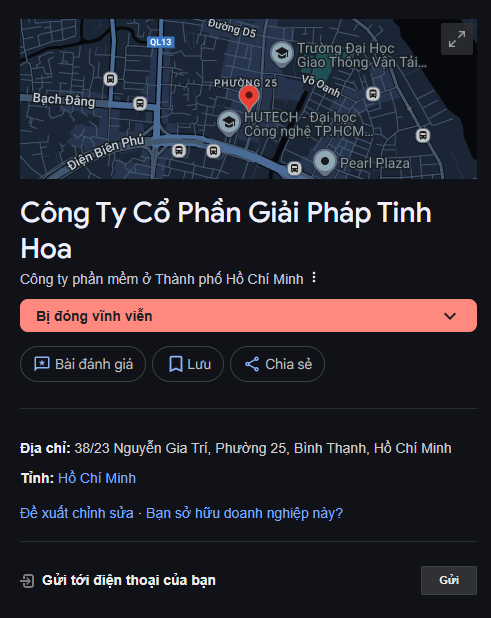 Đường D5
QL13
Trường Đại Học
Giao Thông Vận Tải...
PHƯỜNG 25
Võ Oanh
Bạch Đằng
HUTECH - Đại học
Công nghệ TP.HCM...
Điện Biên Phủ
Pearl Plaza
Công Ty Cổ Phần Giải Pháp Tinh
Hoa
Công ty phần mềm ở Thành phố Hồ Chí Minh
Bị đóng vĩnh viễn
Bài đánh giá
Lưu
Chia sẻ
Địa chỉ: 38/23 Nguyễn Gia Trí, Phường 25, Bình Thạnh, Hồ Chí Minh
Tỉnh: Hồ Chí Minh
Đề xuất chỉnh sửa · Bạn sở hữu doanh nghiệp này?
Gửi tới điện thoại của bạn
Gửi